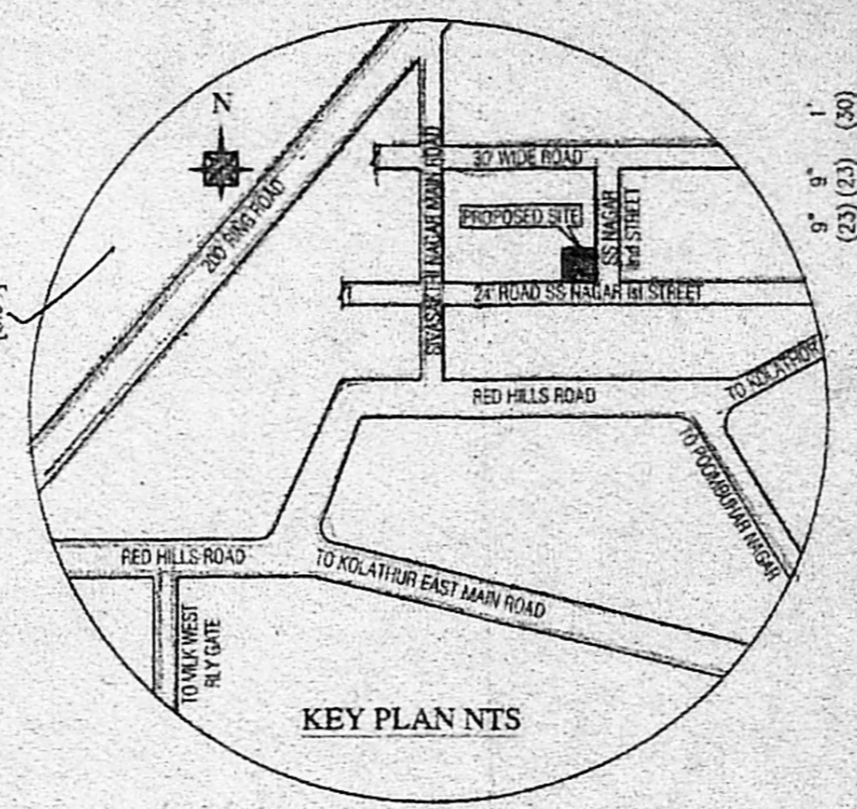 N
200' RING ROAD
SIVASAKTHI NAGAR MAIN ROAD
30' WIDE ROAD
PROPOSED SITE
SS NAGAR
IInd STREET
24' ROAD SS NAGAR Ist STREET
RED HILLS ROAD
TO KOLATHUR
TO POOMBUHAR NAGAR
RED HILLS ROAD
TO KOLATHUR EAST MAIN ROAD
TO MILK WEST
RLY GATE
KEY PLAN NTS
9" 9" 1'
(23) (23) (30)